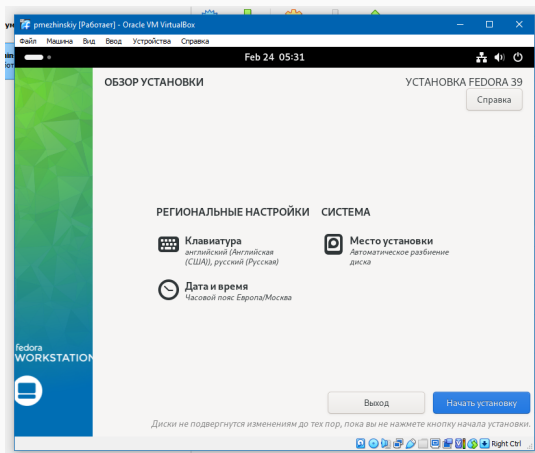 pmezhinskiy [Работает] - Oracle VM VirtualBox
Файл Машина Вид Ввод Устройства Справка
Feb 24 05:31
ОБЗОР УСТАНОВКИ
УСТАНОВКА FEDORA 39
Справка
РЕГИОНАЛЬНЫЕ НАСТРОЙКИ
СИСТЕМА
Клавиатура
английский (Английская
(США)), русский (Русская)
Место установки
Автоматическое разбиение
диска
Дата и время
Часовой пояс Европа/Москва
fedora
WORKSTATION
Выход
Начать установку
Диски не подвергнутся изменениям до тех пор, пока вы не нажмете кнопку начала установки.
Right Ctrl